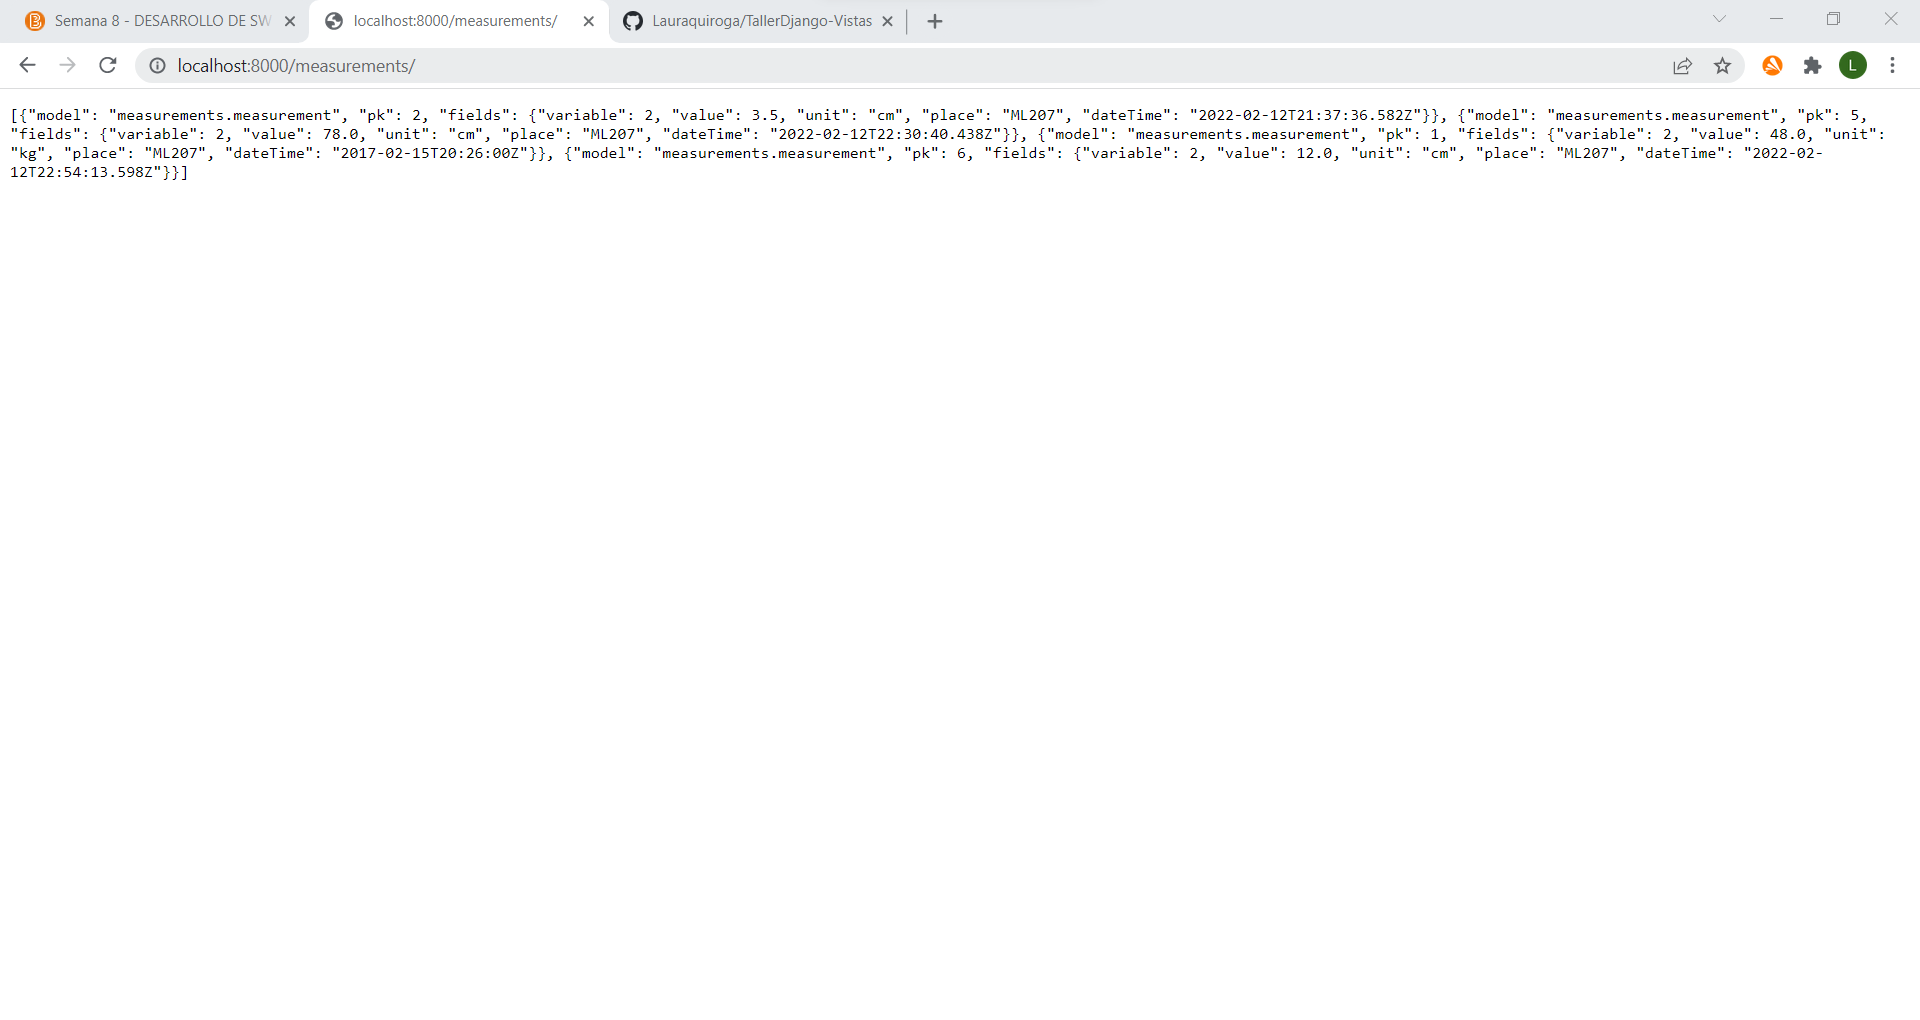 Semana 8 - DESARROLLO DE SW
localhost:8000/measurements/
Lauraquiroga/TallerDjango-Vistas
localhost:8000/measurements/
L
[{"model": "measurements.measurement", "pk": 2, "fields": {"variable": 2, "value": 3.5, "unit": "cm", "place": "ML207", "dateTime": "2022-02-12T21:37:36.582Z"}}, {"model": "measurements.measurement", "pk": 5,
"fields": {"variable": 2, "value": 78.0, "unit": "cm", "place": "ML207", "dateTime": "2022-02-12T22:30:40.438Z"}}, {"model": "measurements.measurement", "pk": 1, "fields": {"variable": 2, "value": 48.0, "unit":
"kg", "place": "ML207", "dateTime": "2017-02-15T20:26:00Z"}}, {"model": "measurements.measurement", "pk": 6, "fields": {"variable": 2, "value": 12.0, "unit": "cm", "place": "ML207", "dateTime": "2022-02-
12T22:54:13.598Z"}}]